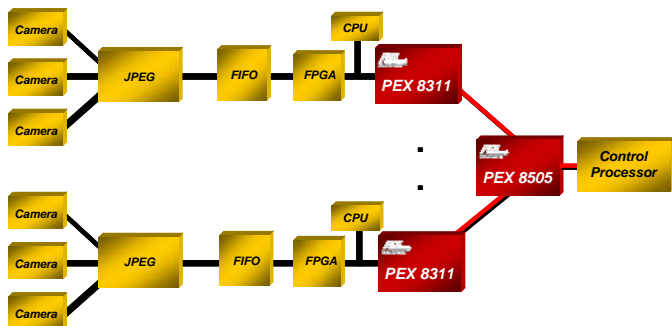 Camera
Camera
Camera
JPEG
FIFO
FPGA
CPU
PEX 8311
PEX 8505
Control
Processor
Camera
Camera
Camera
JPEG
FIFO
FPGA
CPU
PEX 8311